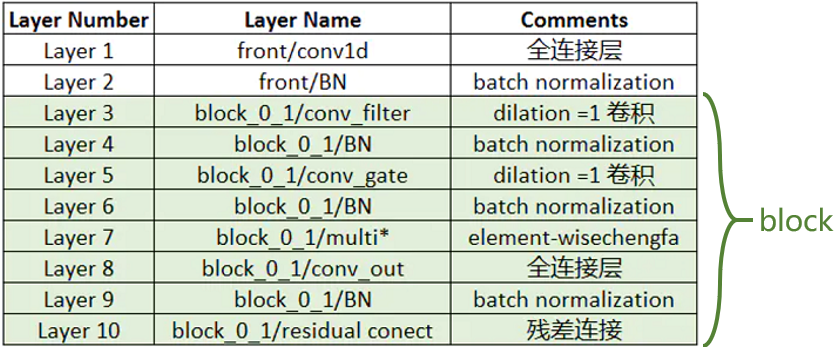 Layer Number Layer Name Comments
Layer 1 front/conv1d 全连接层
Layer 2 front/BN batch normalization
Layer 3 block_0_1/conv_filter dilation =1 卷积
Layer 4 block_0_1/BN batch normalization
Layer 5 block_0_1/conv_gate dilation =1 卷积
Layer 6 block_0_1/BN batch normalization
Layer 7 block_0_1/multi* element-wisechengfa
Layer 8 block_0_1/conv_out 全连接层
Layer 9 block_0_1/BN batch normalization
Layer 10 block_0_1/residual conect 残差连接
block